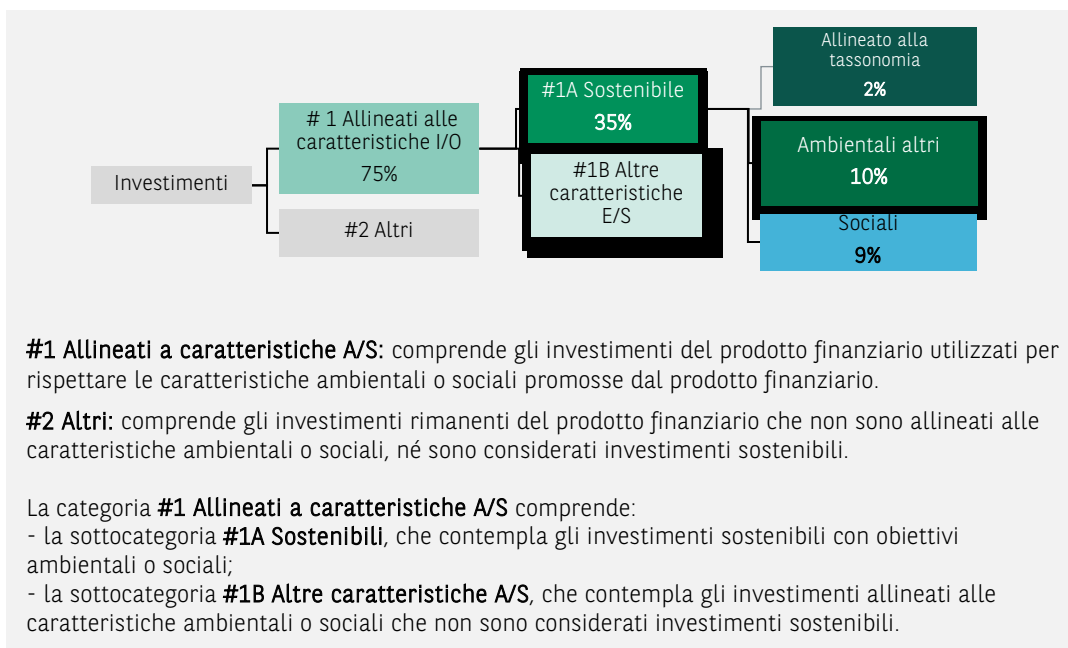 Investimenti
# 1 Allineati alle
caratteristiche I/O
75%
#2 Altri
#1A Sostenibile
35%
#1B Altre
caratteristiche
E/S
Allineato alla
tassonomia
2%
Ambientali altri
10%
Sociali
9%
#1 Allineati a caratteristiche A/S: comprende gli investimenti del prodotto finanziario utilizzati per
rispettare le caratteristiche ambientali o sociali promosse dal prodotto finanziario.
#2 Altri: comprende gli investimenti rimanenti del prodotto finanziario che non sono allineati alle
caratteristiche ambientali o sociali, né sono considerati investimenti sostenibili.
La categoria #1 Allineati a caratteristiche A/S comprende:
- la sottocategoria #1A Sostenibili, che contempla gli investimenti sostenibili con obiettivi
ambientali o sociali;
- la sottocategoria #1B Altre caratteristiche A/S, che contempla gli investimenti allineati alle
caratteristiche ambientali o sociali che non sono considerati investimenti sostenibili.